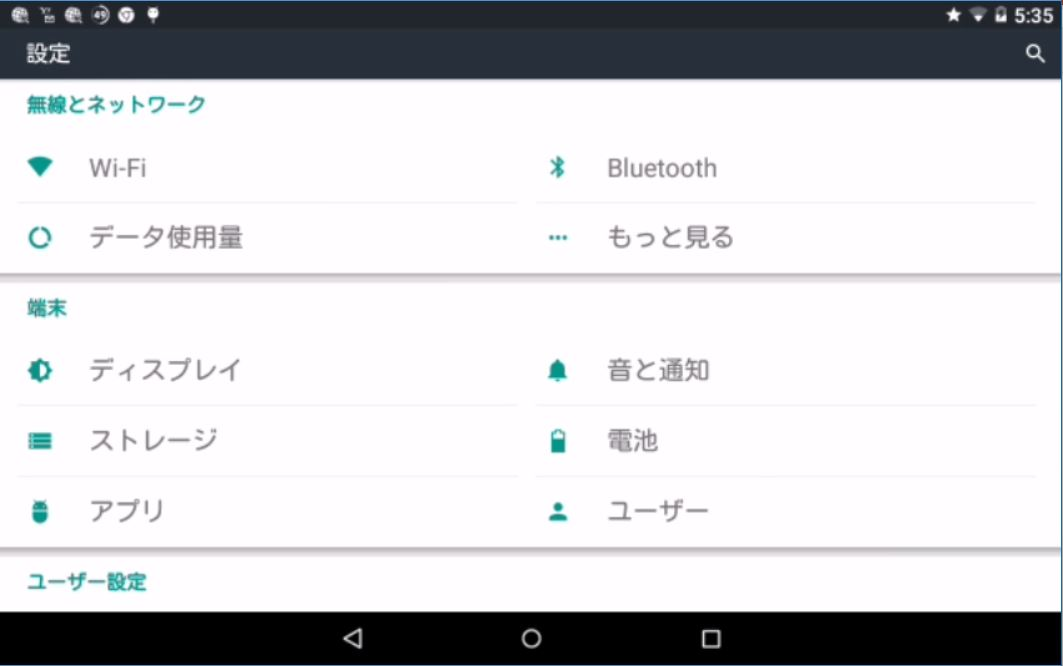 49 5:35
設定
無線とネットワーク
Wi-Fi Bluetooth
データ使用量 もっと見る
端末
ディスプレイ 音と通知
ストレージ 電池
アプリ ユーザー
ユーザー設定